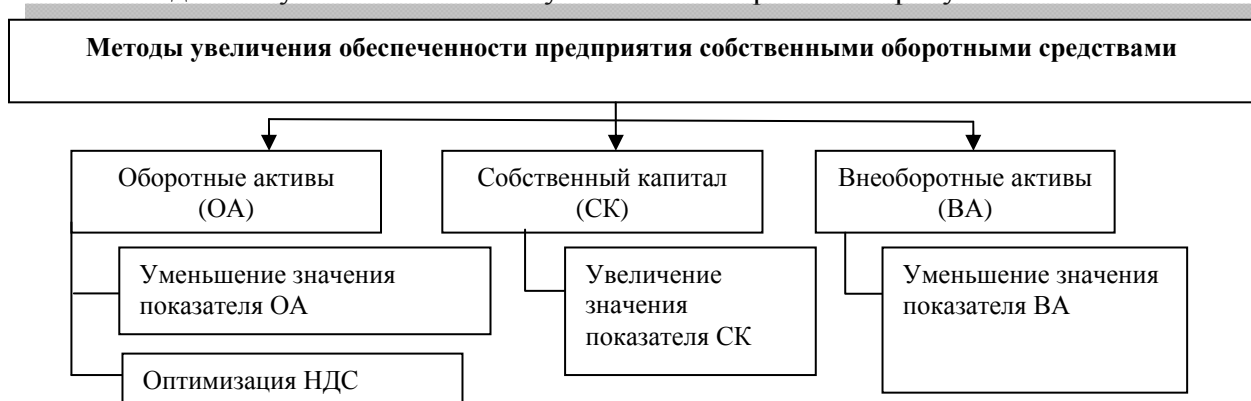 Методы увеличения обеспеченности предприятия собственными оборотными средствами
Оборотные активы
(ОА)
Собственный капитал
(СК)
Внеоборотные активы
(ВА)
Уменьшение значения
показателя ОА
Увеличение
значения
показателя СК
Уменьшение значения
показателя ВА
Оптимизация НДС